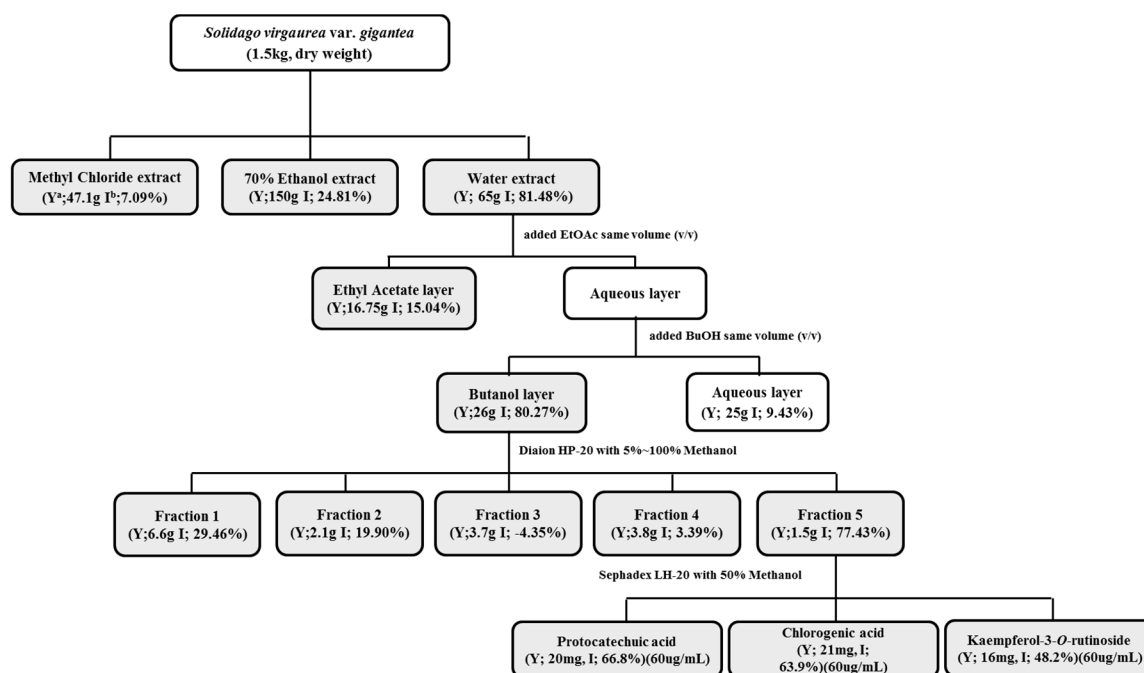 Solidago virgaurea var. gigantea
(1.5kg, dry weight)
Methyl Chloride extract
(Yᵃ;47.1g Iᵇ;7.09%)
70% Ethanol extract
(Y;150g I; 24.81%)
Water extract
(Y; 65g I; 81.48%)
added EtOAc same volume (v/v)
Ethyl Acetate layer
(Y;16.75g I; 15.04%)
Aqueous layer
added BuOH same volume (v/v)
Butanol layer
(Y;26g I; 80.27%)
Aqueous layer
(Y; 25g I; 9.43%)
Diaion HP-20 with 5%~100% Methanol
Fraction 1
(Y;6.6g I; 29.46%)
Fraction 2
(Y;2.1g I; 19.90%)
Fraction 3
(Y;3.7g I; -4.35%)
Fraction 4
(Y;3.8g I; 3.39%)
Fraction 5
(Y;1.5g I; 77.43%)
Sephadex LH-20 with 50% Methanol
Protocatechuic acid
(Y; 20mg, I; 66.8%)(60ug/mL)
Chlorogenic acid
(Y; 21mg, I;
63.9%)(60ug/mL)
Kaempferol-3-O-rutinoside
(Y; 16mg, I; 48.2%)(60ug/mL)